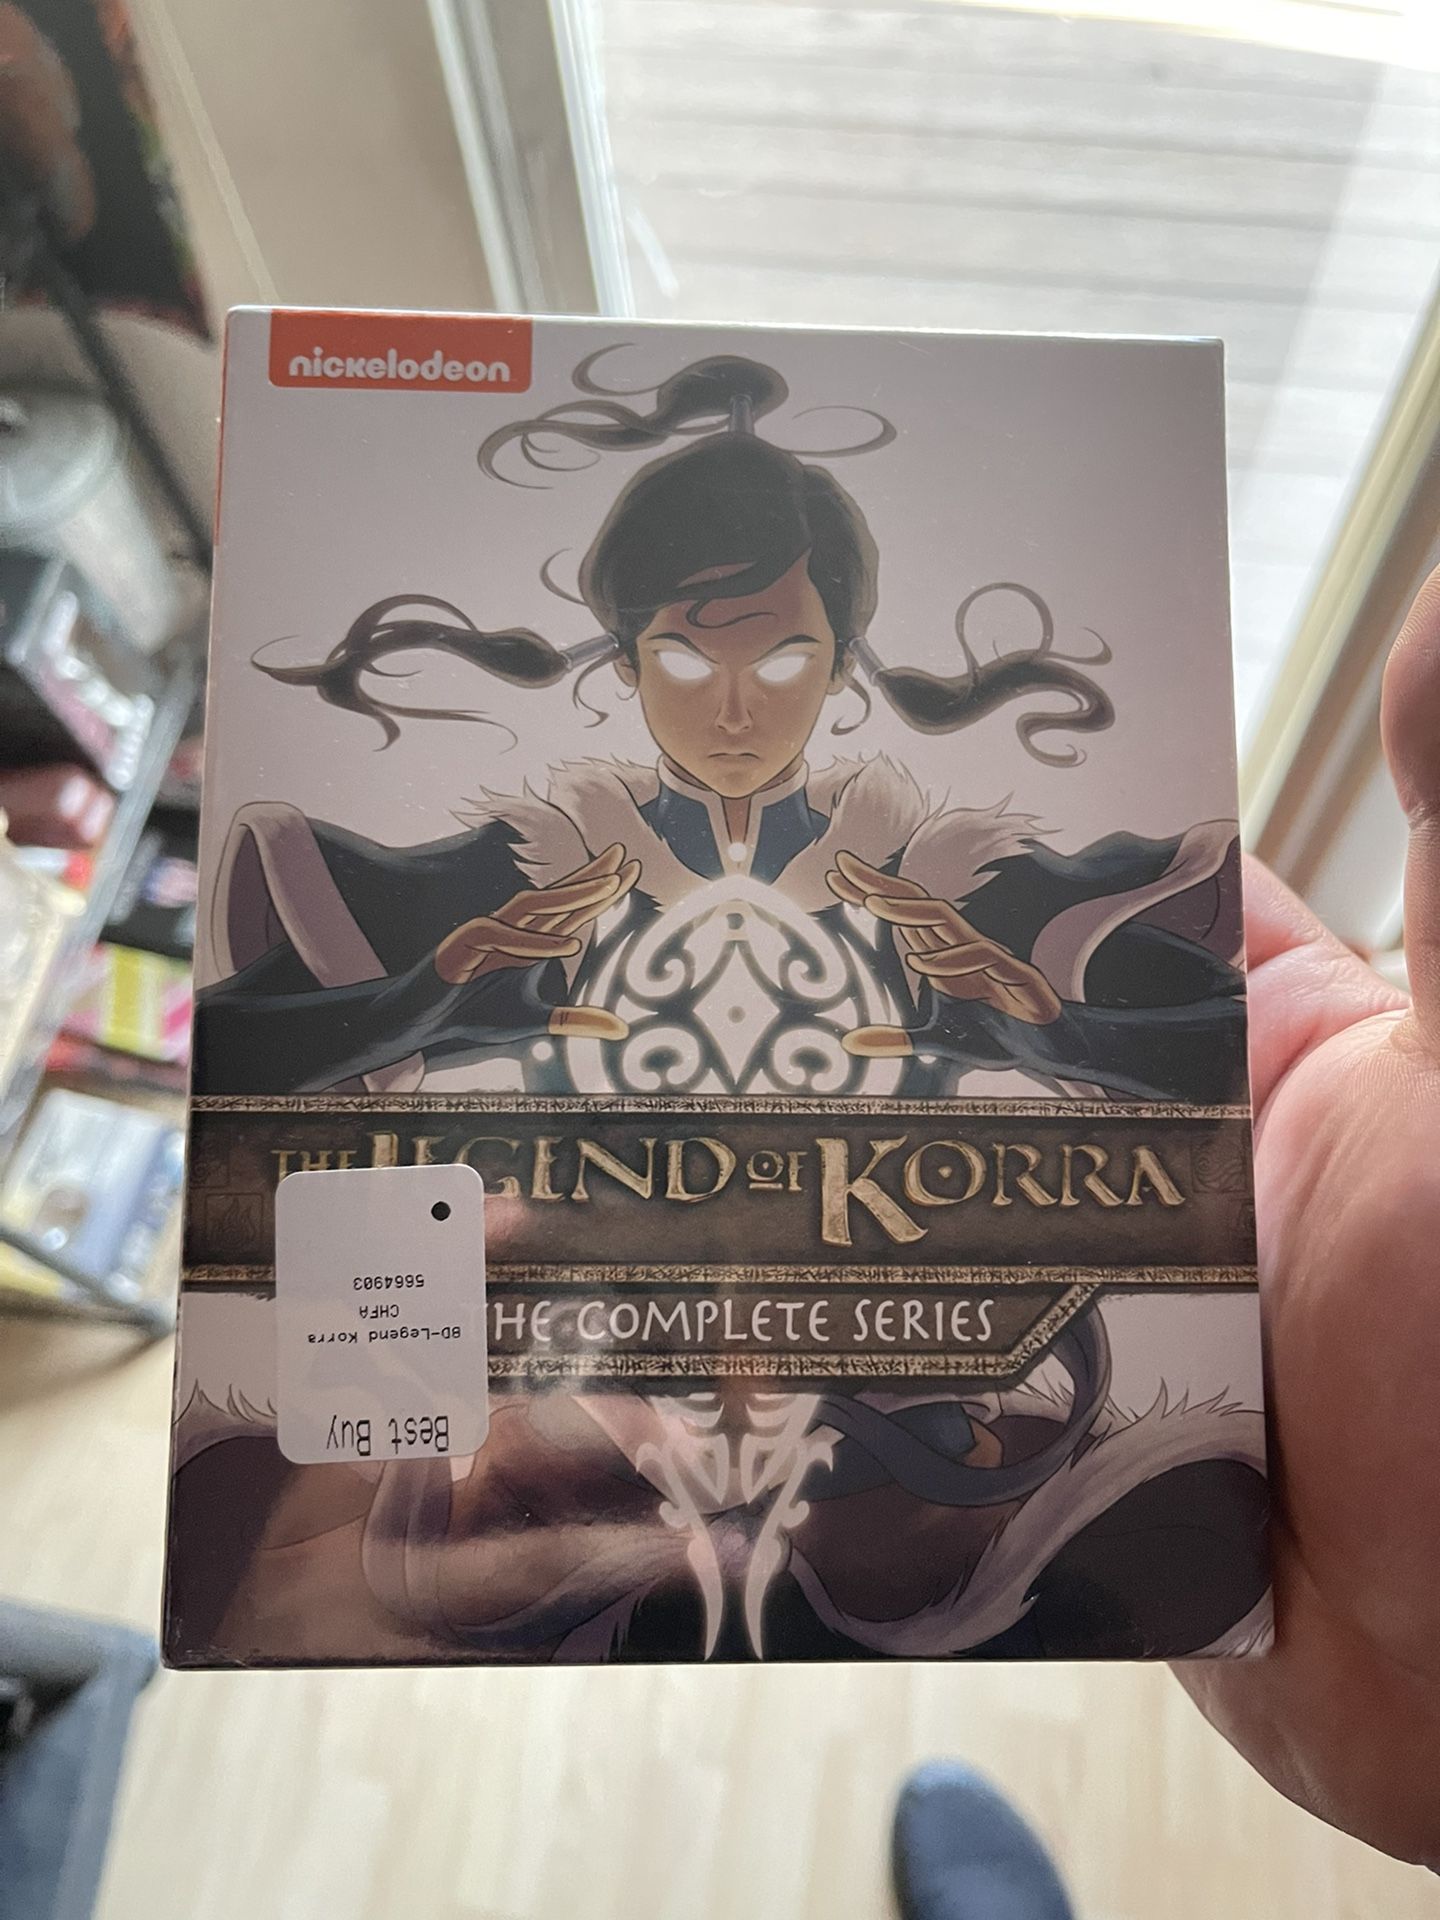 nickelodeon
THE LEGEND OF KORRA
THE COMPLETE SERIES
Best Buy
BD-Legend Korra
CHFA
5664903